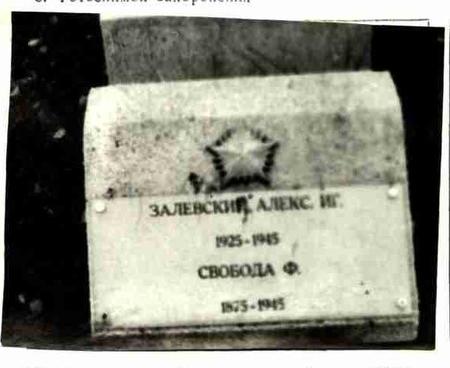 ЗАЛЕВСКИЙ АЛЕКС. ИГ.
1925-1945
СВОБОДА Ф.
1875-1945